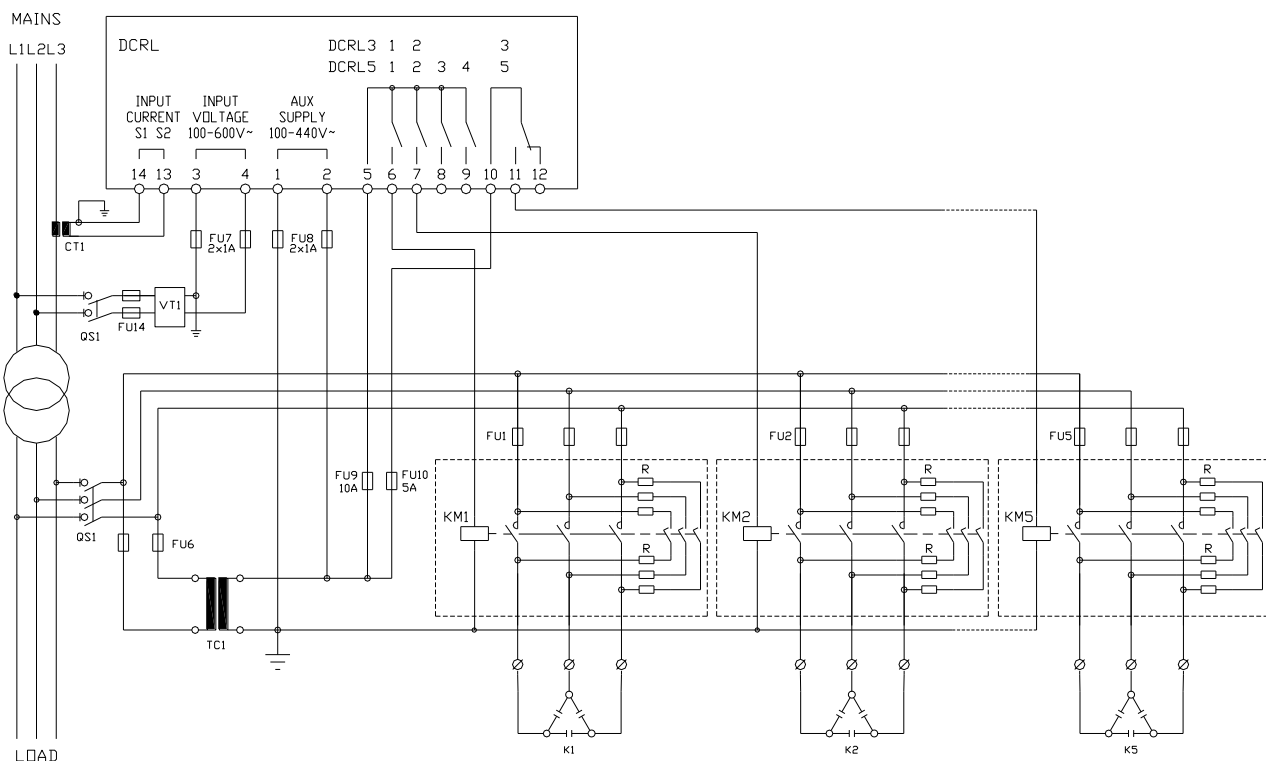 MAINS
L1L2L3
DCRL
DCRL3 1 2 3
DCRL5 1 2 3 4 5
INPUT CURRENT S1 S2
INPUT VOLTAGE 100-600V~
AUX SUPPLY 100-440V~
14 13 3 4 1 2 5 6 7 8 9 10 11 12
CT1
FU7 2x1A
FU8 2x1A
VT1
FU14
QS1
FU1
FU2
FU5
FU9 10A
FU10 5A
R
R
R
KM1
KM2
KM5
QS1
FU6
R
R
R
TC1
K1
K2
K5
LOAD